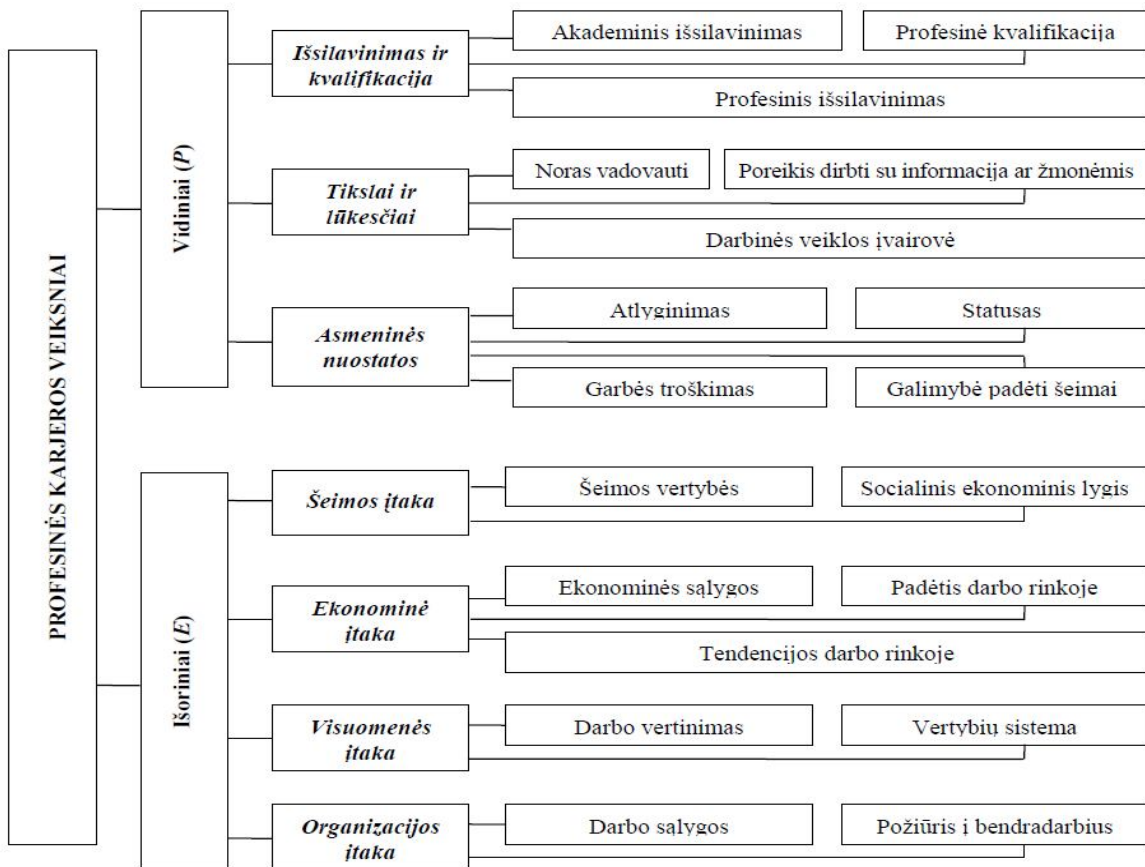 PROFESINĖS KARJEROS VEIKSNIAI
Vidiniai (P)
Išsilavinimas ir
kvalifikacija
Akademinis išsilavinimas
Profesinė kvalifikacija
Profesinis išsilavinimas
Tikslai ir
lūkesčiai
Noras vadovauti
Poreikis dirbti su informacija ar žmonėmis
Darbinės veiklos įvairovė
Asmeninės
nuostatos
Atlyginimas
Statusas
Garbės troškimas
Galimybė padėti šeimai
Išoriniai (E)
Šeimos įtaka
Šeimos vertybės
Socialinis ekonominis lygis
Ekonominė
įtaka
Ekonominės sąlygos
Padėtis darbo rinkoje
Tendencijos darbo rinkoje
Visuomenės
įtaka
Darbo vertinimas
Vertybių sistema
Organizacijos
įtaka
Darbo sąlygos
Požiūris į bendradarbius